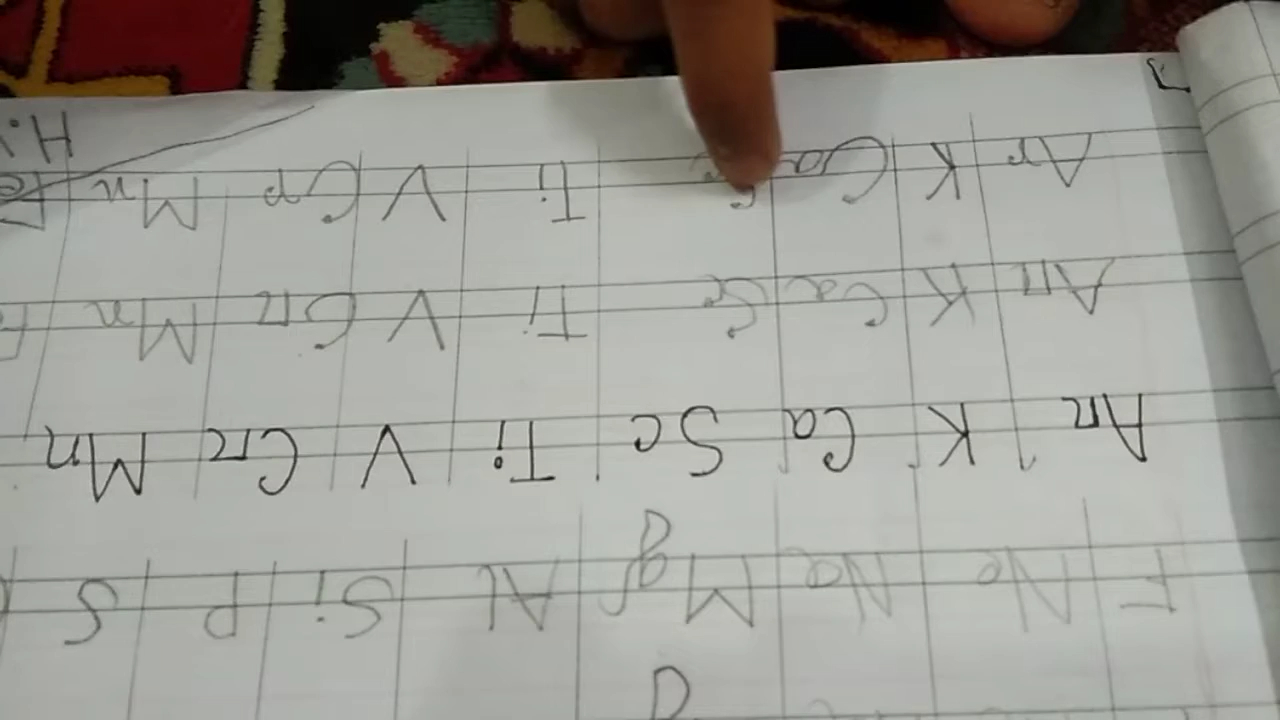 F Ne Na Mg Al Si P S
Ar K Ca Sc Ti V Cr Mn
Ar K Ca Sc Ti V Cr Mn
Ar K Ca Ti V Cr Mn Fe